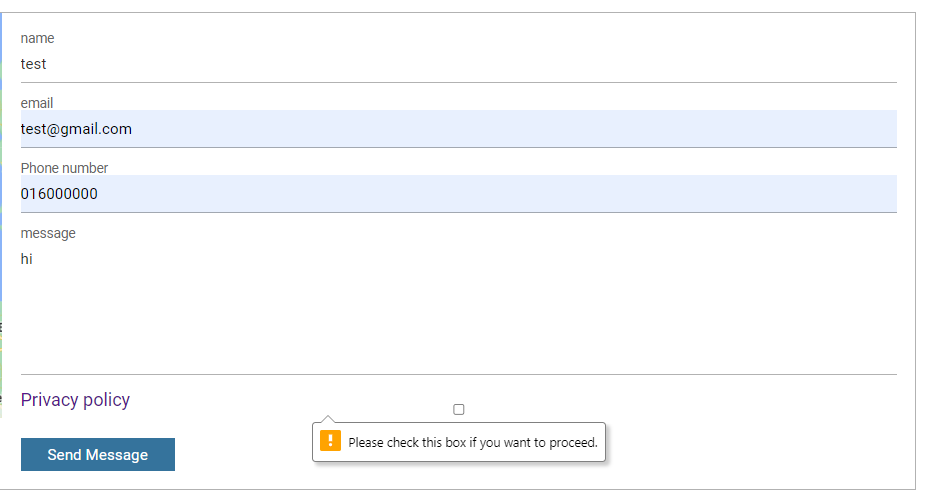 name
test
email
test@gmail.com
Phone number
016000000
message
hi
Privacy policy
Please check this box if you want to proceed.
Send Message